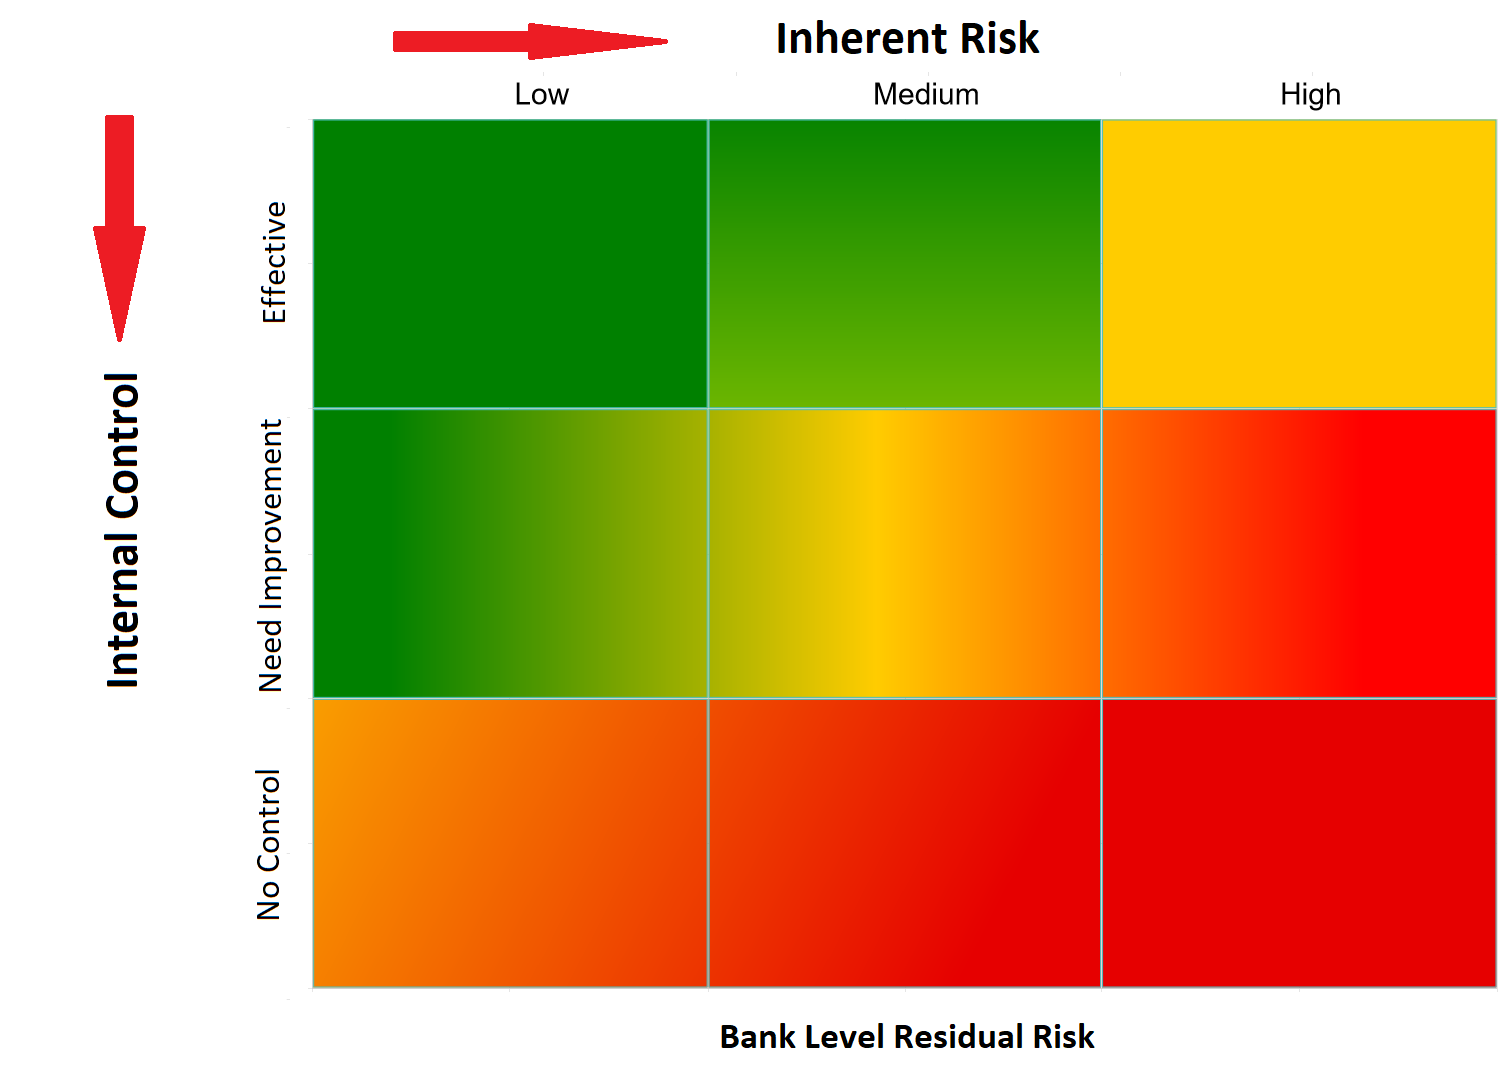 Inherent Risk
Low
Medium
High
Internal Control
Effective
Need Improvement
No Control
Bank Level Residual Risk